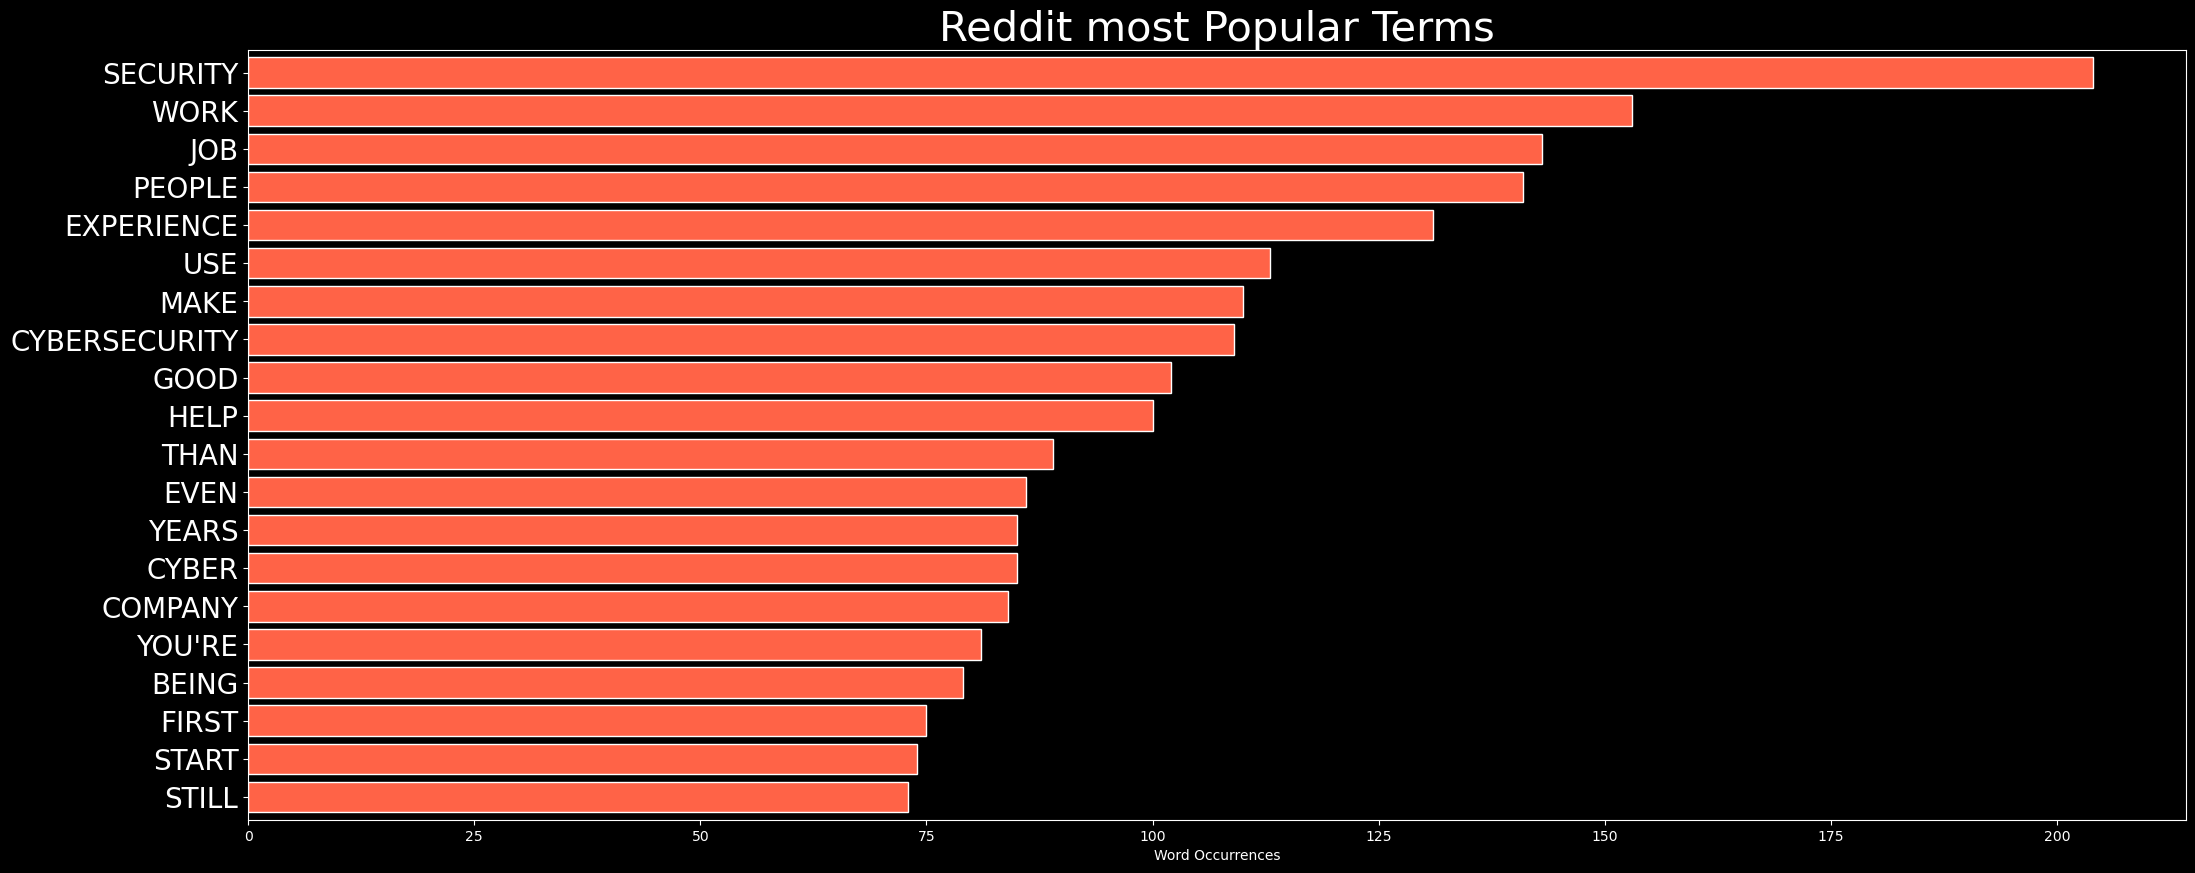 Reddit most Popular Terms
SECURITY
WORK
JOB
PEOPLE
EXPERIENCE
USE
MAKE
CYBERSECURITY
GOOD
HELP
THAN
EVEN
YEARS
CYBER
COMPANY
YOU'RE
BEING
FIRST
START
STILL
0 25 50 75 100 125 150 175 200
Word Occurrences